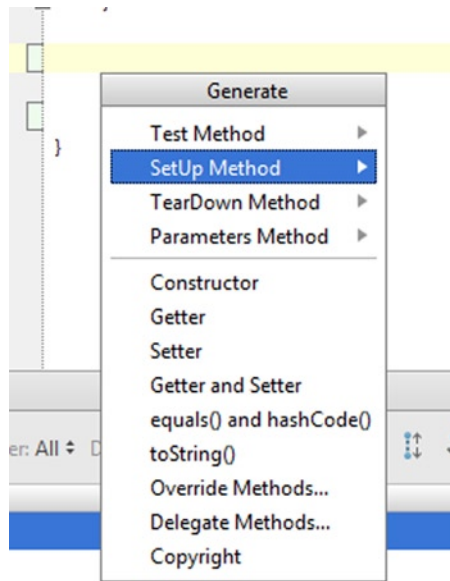 Generate
}
Test Method
SetUp Method
TearDown Method
Parameters Method
Constructor
Getter
Setter
Getter and Setter
equals() and hashCode()
er: All
toString()
Override Methods...
Delegate Methods...
Copyright